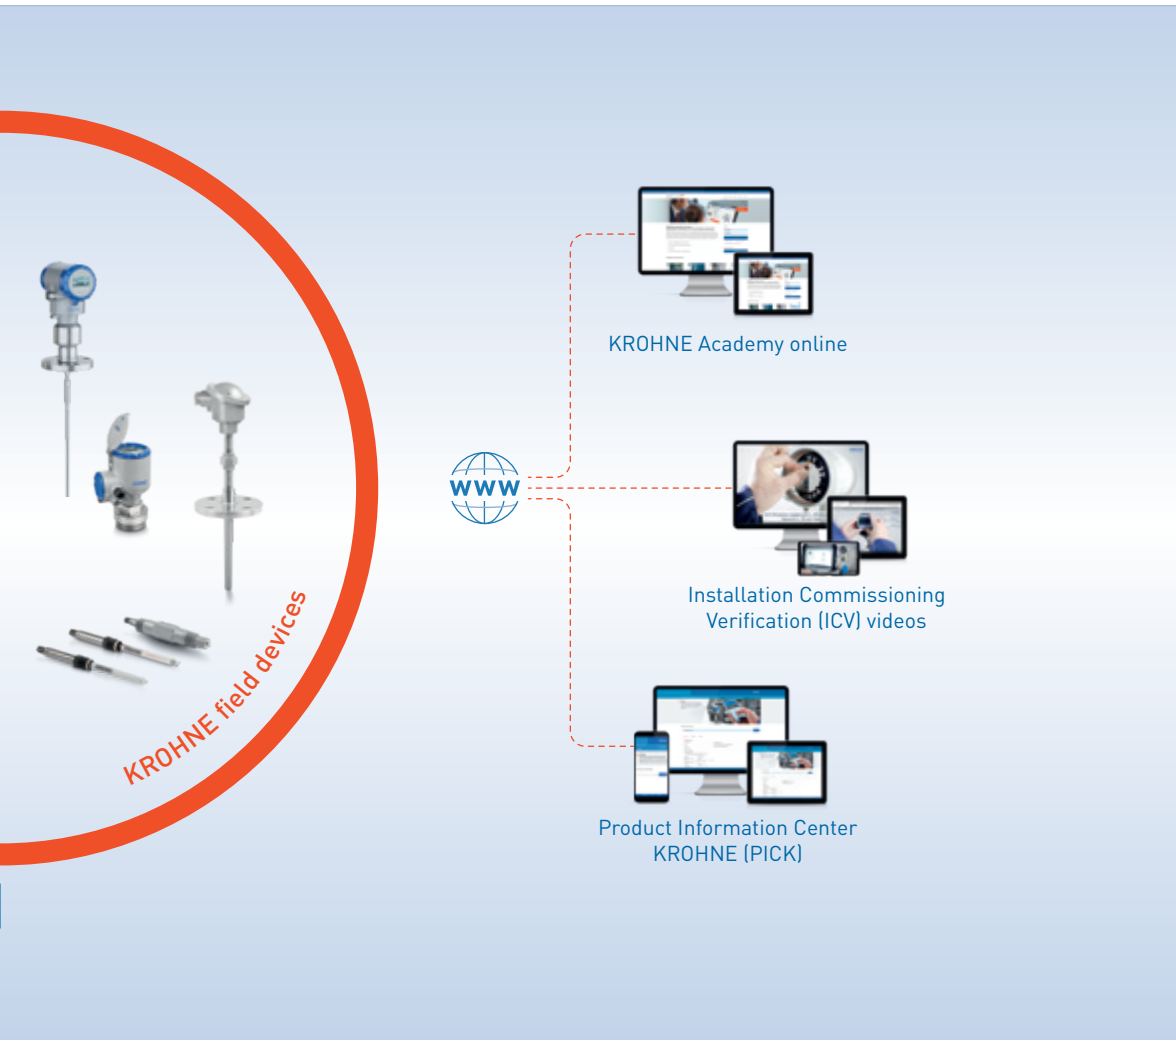 KROHNE field devices
www
KROHNE Academy online
Installation Commissioning
Verification (ICV) videos
Product Information Center
KROHNE (PICK)